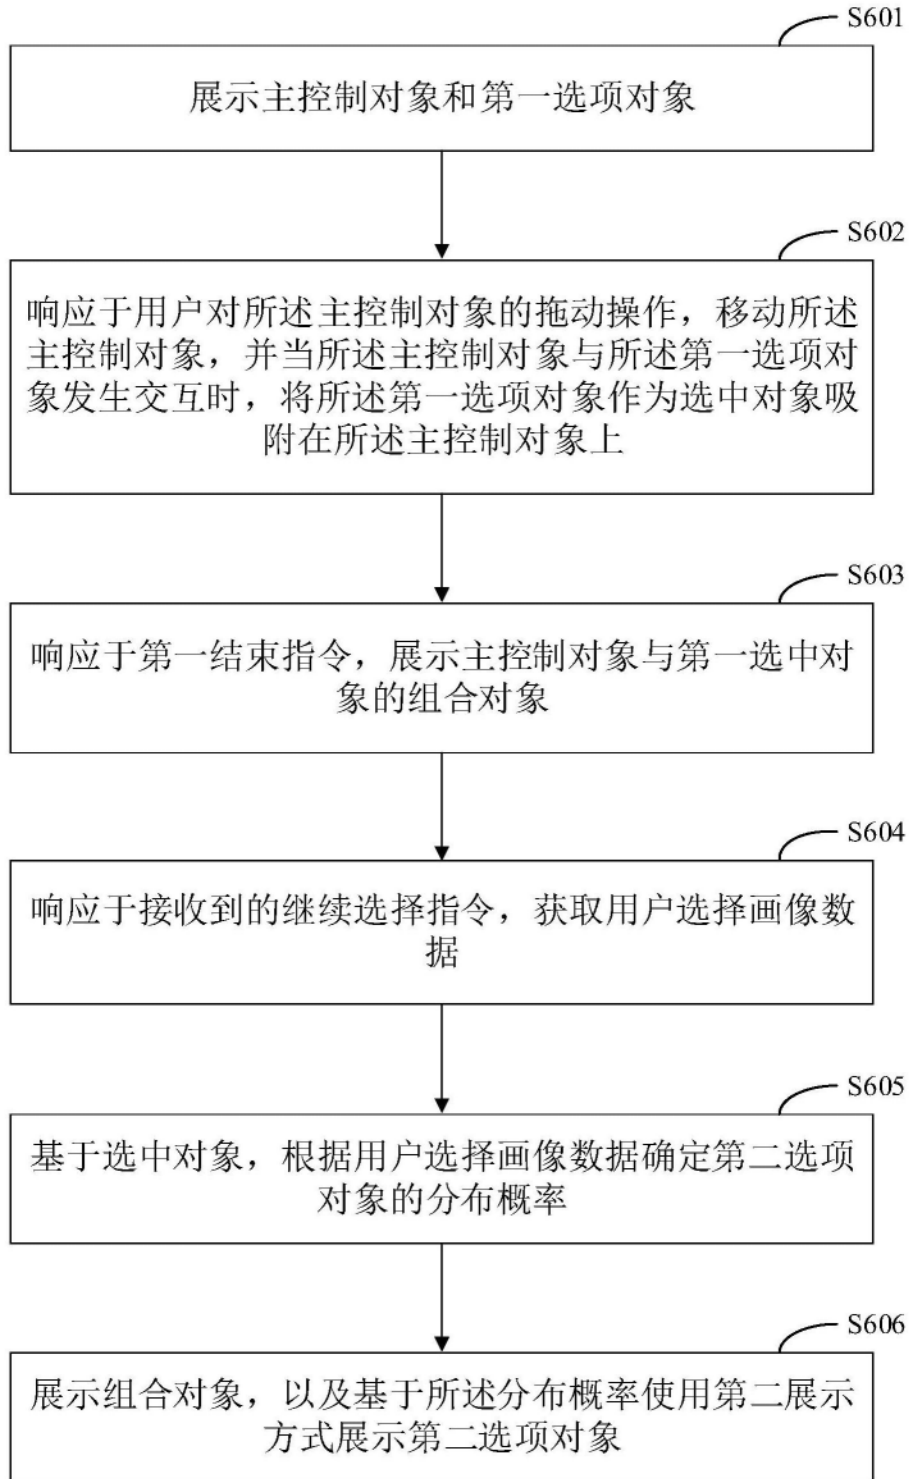 S601
展示主控制对象和第一选项对象
S602
响应于用户对所述主控制对象的拖动操作，移动所述
主控制对象，并当所述主控制对象与所述第一选项对
象发生交互时，将所述第一选项对象作为选中对象吸
附在所述主控制对象上
S603
响应于第一结束指令，展示主控制对象与第一选中对
象的组合对象
S604
响应于接收到的继续选择指令，获取用户选择画像数
据
S605
基于选中对象，根据用户选择画像数据确定第二选项
对象的分布概率
S606
展示组合对象，以及基于所述分布概率使用第二展示
方式展示第二选项对象